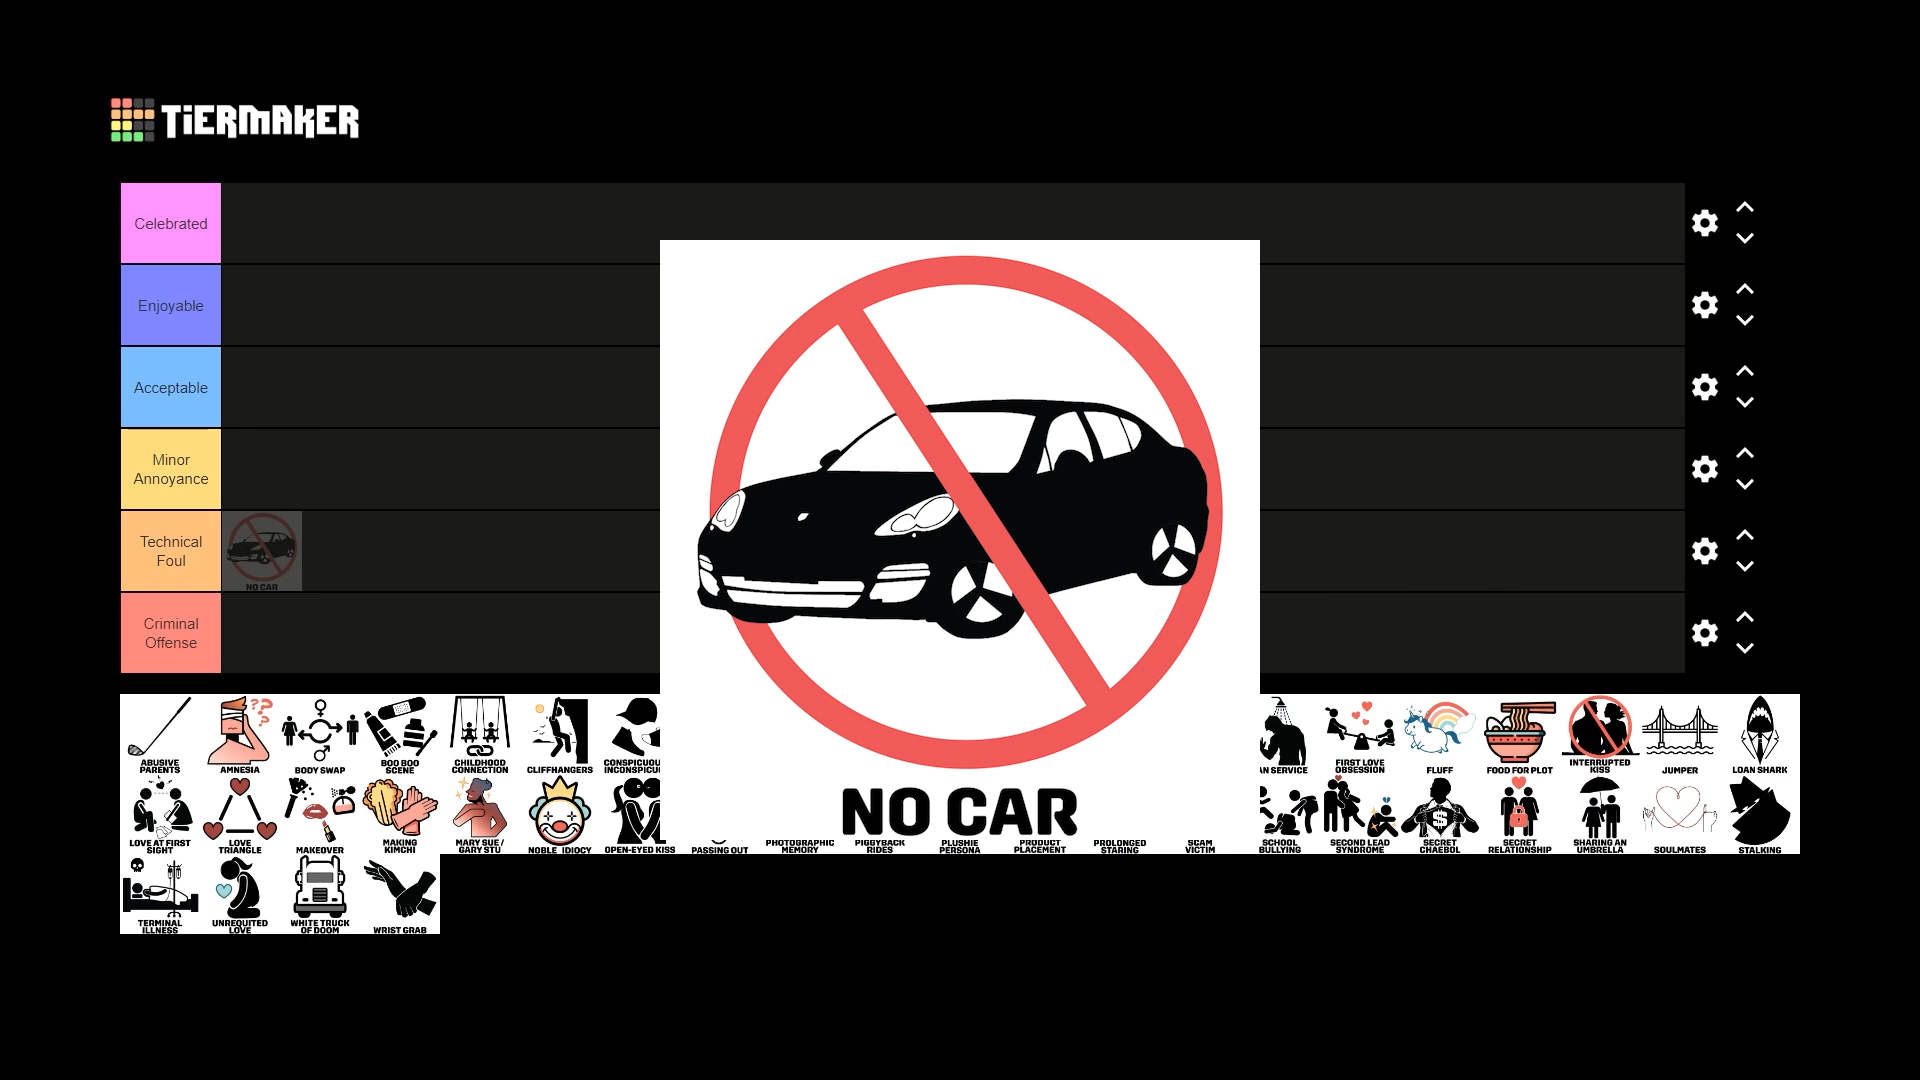 TiERMAKER
Celebrated
Enjoyable
Acceptable
Minor
Annoyance
Technical
Foul
NO CAR
Criminal
Offense
NO CAR
ABUSIVE
PARENTS
AMNESIA
BODY SWAP
BOO BOO
SCENE
CHILDHOOD
CONNECTION
CLIFFHANGERS
CONSPICUOU
INCONSPICUO
AN SERVICE
FIRST LOVE
OBSESSION
FLUFF
FOOD FOR PLOT
INTERRUPTED
KISS
JUMPER
LOAN SHARK
LOVE AT FIRST
SIGHT
LOVE
TRIANGLE
MAKEOVER
MAKING
KIMCHI
MARY SUE /
GARY STU
NOBLE IDIOCY
OPEN-EYED KISS
PASSING OUT
PHOTOGRAPHIC
MEMORY
PIGGYBACK
RIDES
PLUSHIE
PERSONA
PRODUCT
PLACEMENT
PROLONGED
STARING
SCAM
VICTIM
SCHOOL
BULLYING
SECOND LEAD
SYNDROME
SECRET
CHAEBOL
SECRET
RELATIONSHIP
SHARING AN
UMBRELLA
SOULMATES
STALKING
TERMINAL
ILLNESS
UNREQUITED
LOVE
WHITE TRUCK
OF DOOM
WRIST GRAB